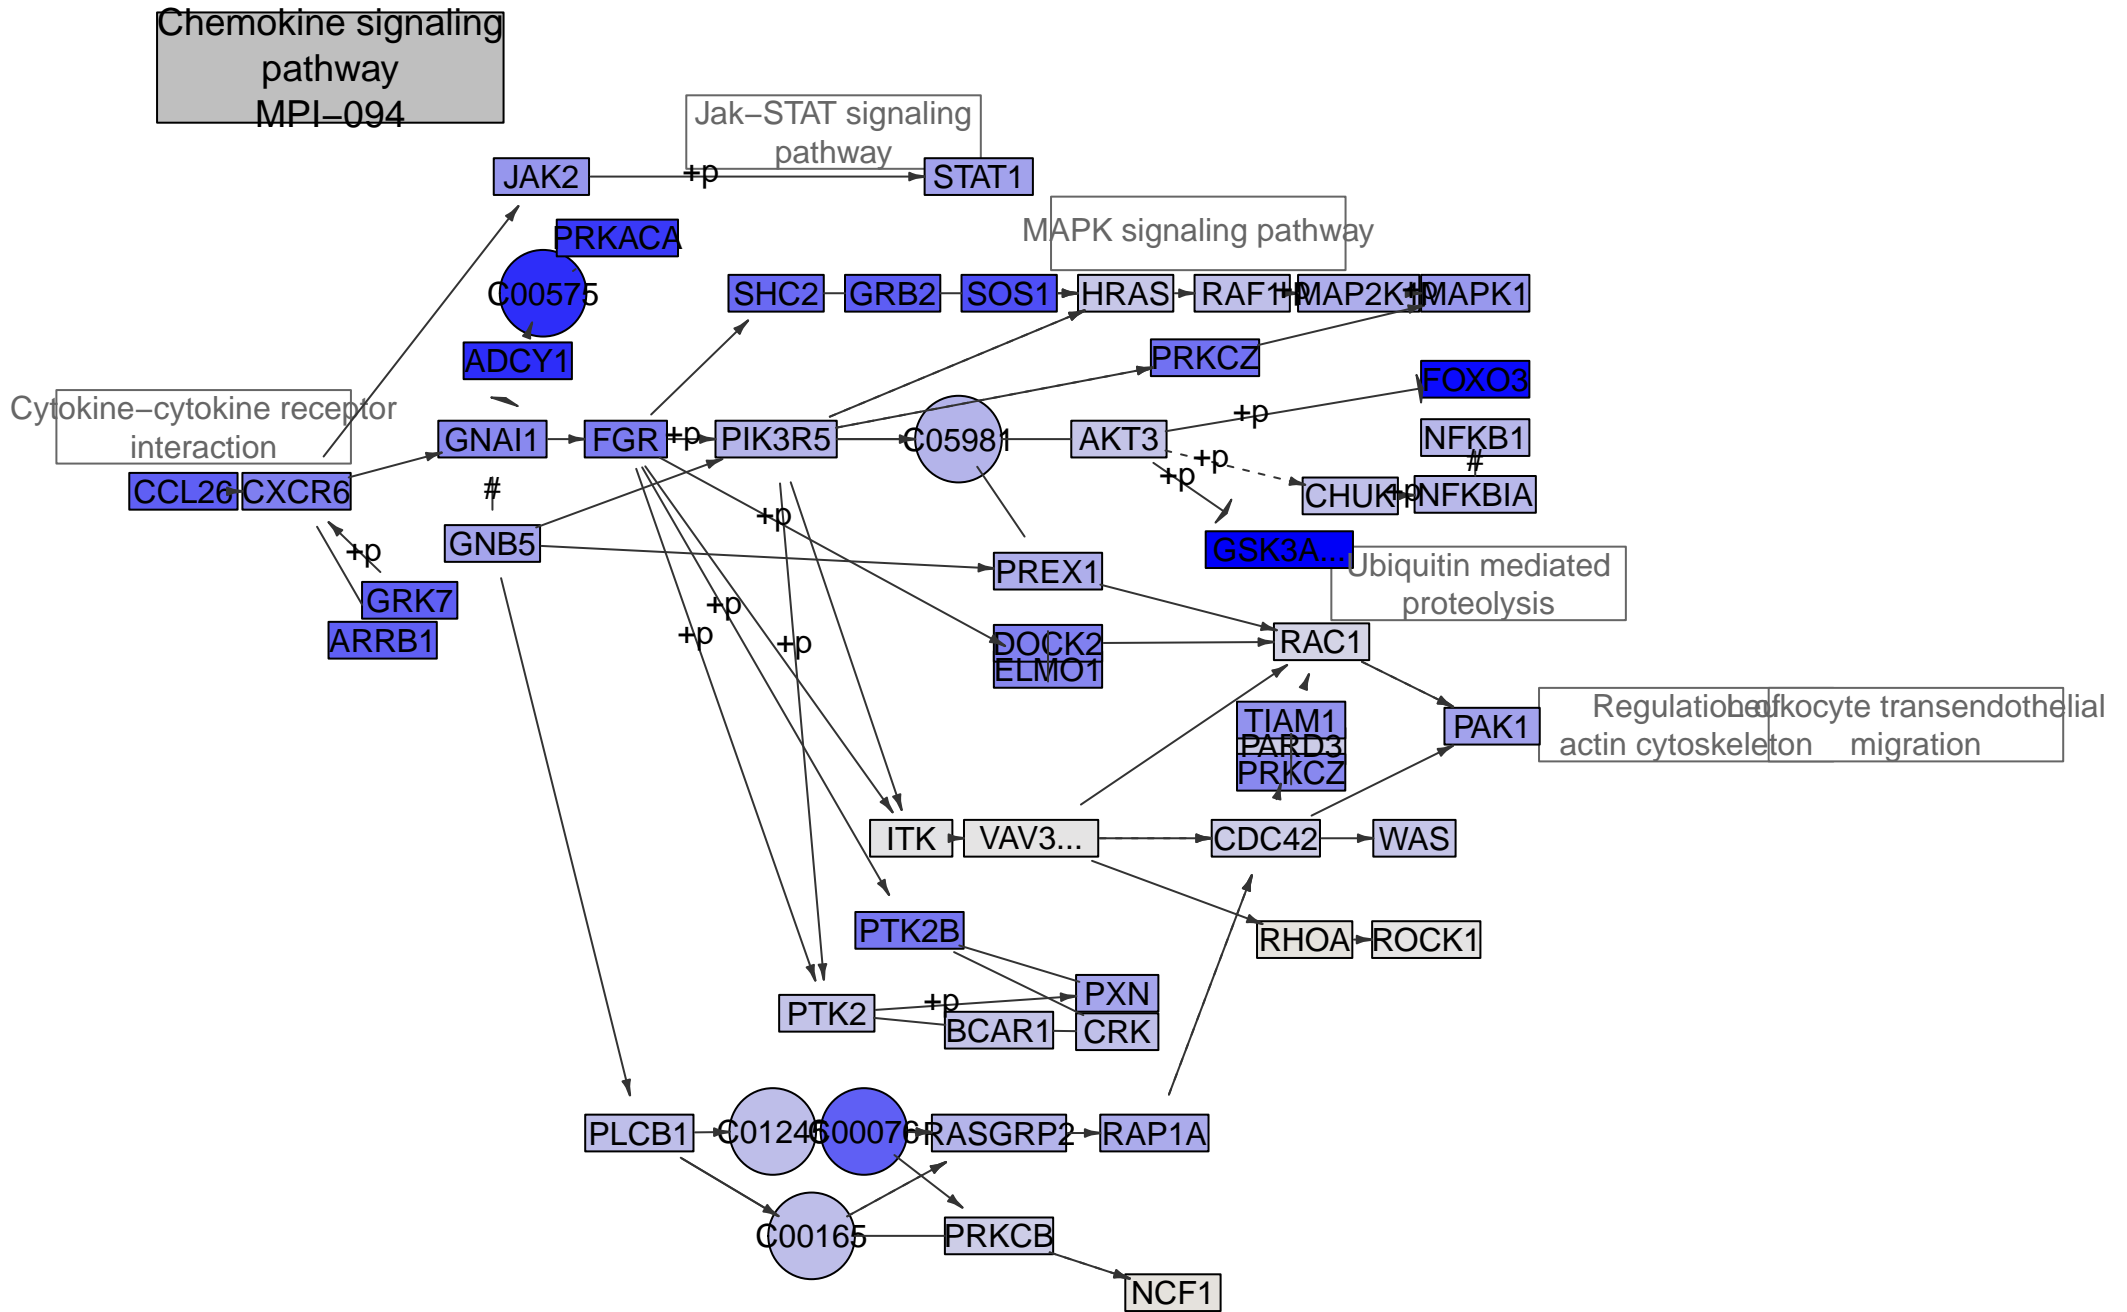 Chemokine signaling
pathway
MPI−094
Jak−STAT signaling
pathway
JAK2
+p
STAT1
PRKACA
MAPK signaling pathway
C00575
SHC2
GRB2
SOS1
HRAS
RAF1
+p
MAP2K1
+p
MAPK1
ADCY1
PRKCZ
FOXO3
Cytokine−cytokine receptor
interaction
+p
GNAI1
FGR
+p
PIK3R5
C05981
AKT3
NFKB1
+p
#
CCL26
CXCR6
#
+p
CHUK
+p
NFKBIA
+p
GNB5
+p
GSK3A...
PREX1
Ubiquitin mediated
proteolysis
GRK7
+p
ARRB1
+p
+p
DOCK2
ELMO1
RAC1
TIAM1
PARD3
PRKCZ
PAK1
Regulation of
actin cytoskeleton
Leukocyte transendothelial
migration
ITK
VAV3...
CDC42
WAS
PTK2B
RHOA
ROCK1
PXN
+p
PTK2
BCAR1
CRK
PLCB1
C01245
C00076
RASGRP2
RAP1A
C00165
PRKCB
NCF1